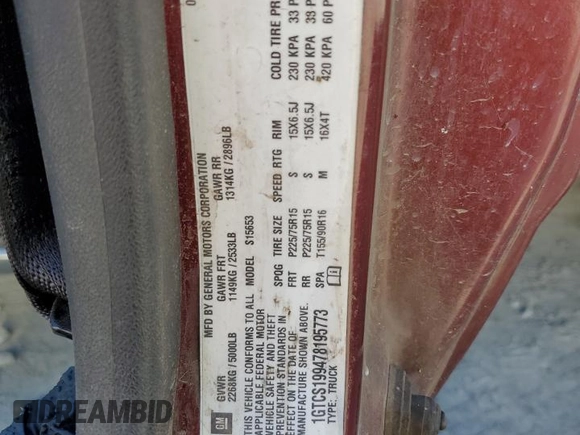 MFD BY GENERAL MOTORS CORPORATION
GVWR GAWR FRT GAWR RR
2268KG / 5000LB 1149KG / 2533LB 1314KG / 2896LB
THIS VEHICLE CONFORMS TO ALL
APPLICABLE FEDERAL MOTOR
VEHICLE SAFETY AND THEFT
PREVENTION STANDARDS IN
EFFECT ON THE DATE OF
MANUFACTURE SHOWN ABOVE.
1GTCS199478195773
TYPE: TRUCK
MODEL S15653
SPOG TIRE SIZE SPEED RTG RIM COLD TIRE PR
FRT P225/75R15 S 15X6.5J 230 KPA 33 P
RR P225/75R15 S 15X6.5J 230 KPA 33 P
SPA T155/90R16 M 16X4T 420 KPA 60 P
GM
DRIVEHISTORY